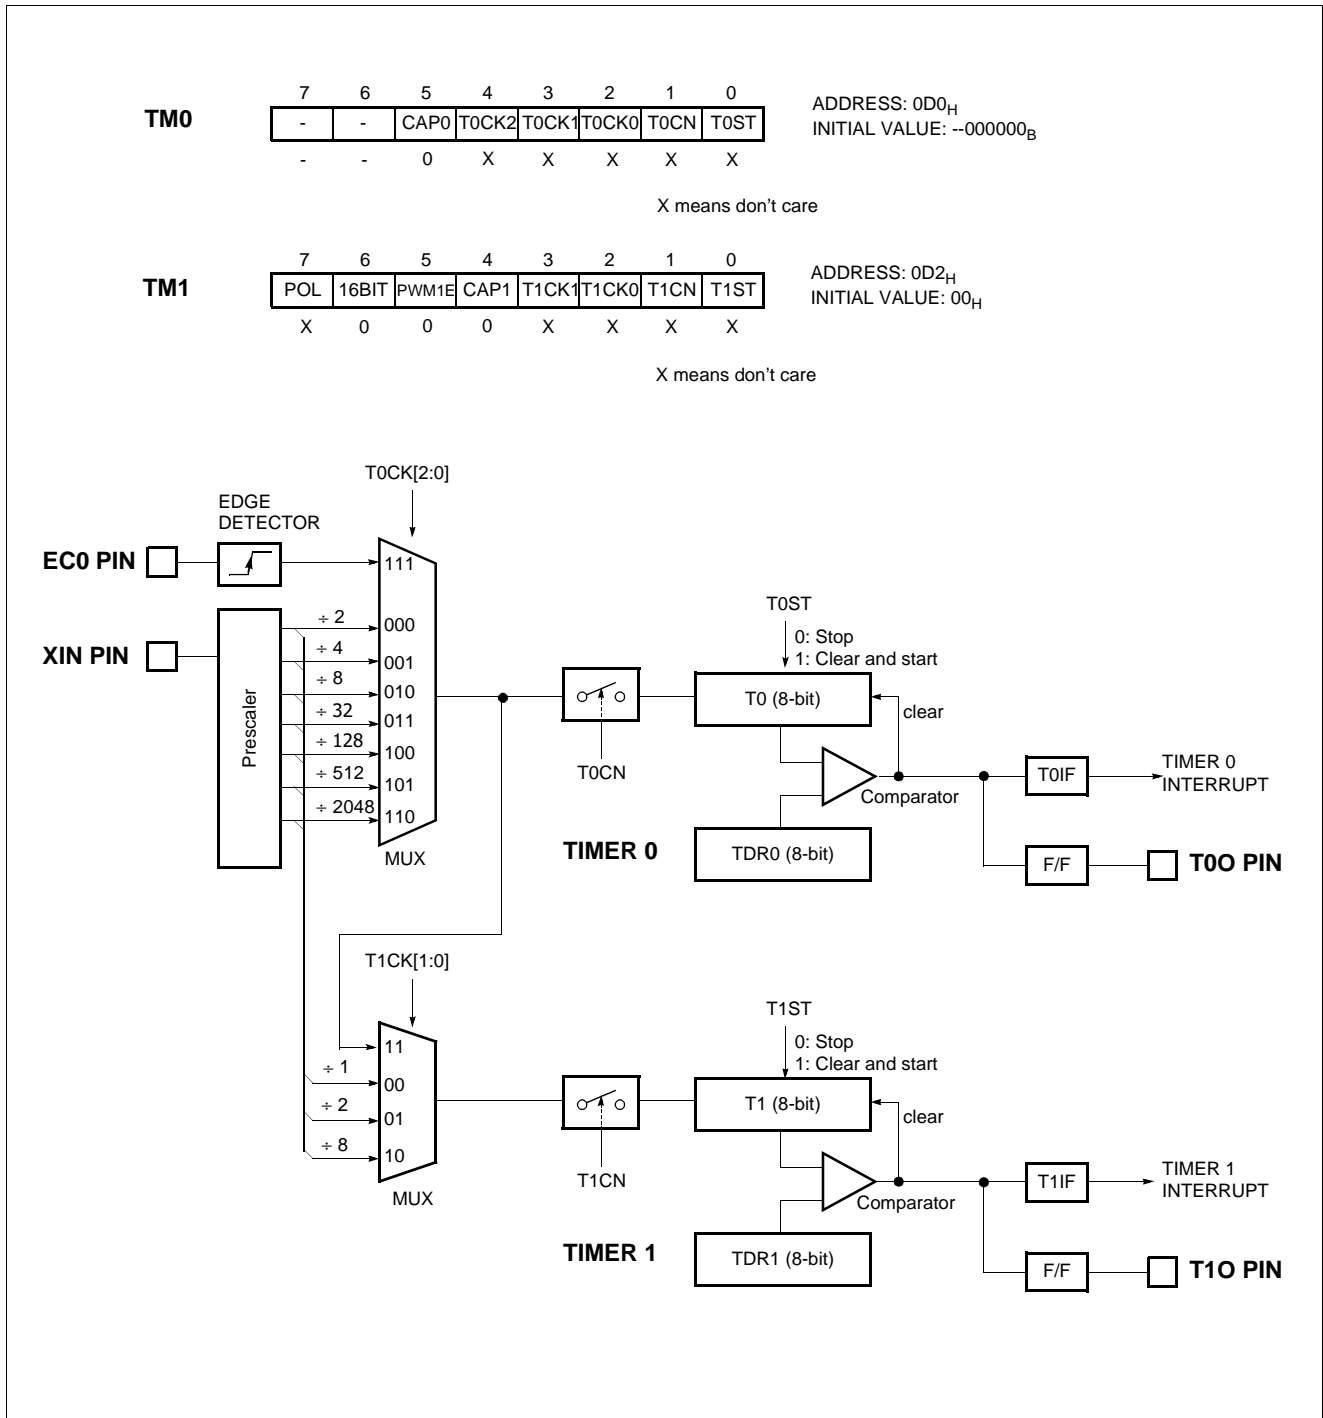 7 6 5 4 3 2 1 0
TM0 - - CAP0 T0CK2 T0CK1 T0CK0 T0CN T0ST
- - 0 X X X X X
ADDRESS: 0D0H
INITIAL VALUE: --000000B
X means don't care
7 6 5 4 3 2 1 0
TM1 POL 16BIT PWM1E CAP1 T1CK1 T1CK0 T1CN T1ST
X 0 0 0 X X X X
ADDRESS: 0D2H
INITIAL VALUE: 00H
X means don't care
T0CK[2:0]
EDGE
DETECTOR
EC0 PIN
111
XIN PIN
Prescaler
÷ 2 000
÷ 4 001
÷ 8 010
÷ 32 011
÷ 128 100
÷ 512 101
÷ 2048 110
MUX
T0CN
T0ST
0: Stop
1: Clear and start
T0 (8-bit)
clear
Comparator
TIMER 0
TDR0 (8-bit)
T0IF
TIMER 0
INTERRUPT
F/F
T0O PIN
T1CK[1:0]
11
÷ 1 00
÷ 2 01
÷ 8 10
MUX
T1CN
T1ST
0: Stop
1: Clear and start
T1 (8-bit)
clear
Comparator
TIMER 1
TDR1 (8-bit)
T1IF
TIMER 1
INTERRUPT
F/F
T1O PIN